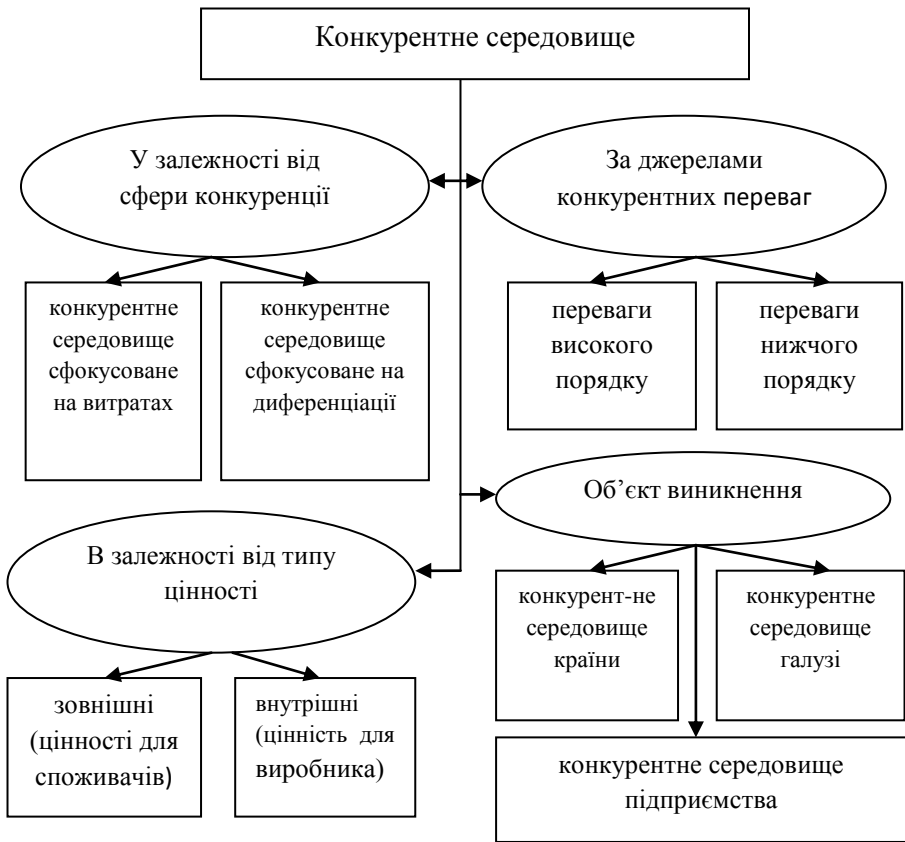 Конкурентне середовище
У залежності від
сфери конкуренції
За джерелами
конкурентних переваг
конкурентне
середовище
сфокусоване
на витратах
конкурентне
середовище
сфокусоване на
диференціації
переваги
високого
порядку
переваги
нижчого
порядку
Об’єкт виникнення
В залежності від типу
цінності
конкурент-не
середовище
країни
конкурентне
середовище
галузі
зовнішні
(цінності для
споживачів)
внутрішні
(цінність для
виробника)
конкурентне середовище
підприємства